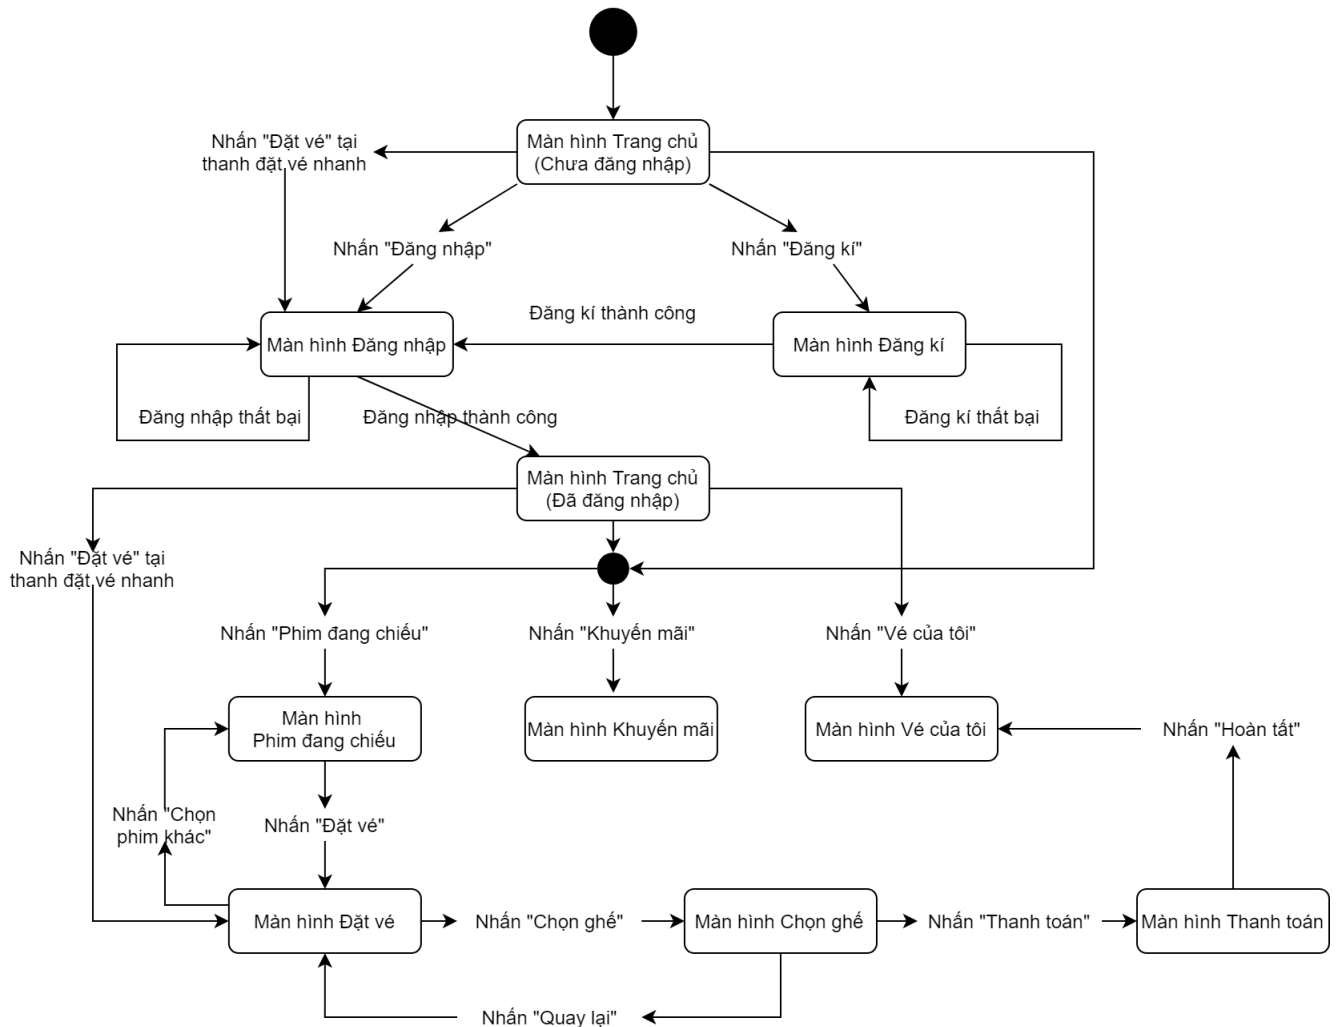 Màn hình Trang chủ
(Chưa đăng nhập)
Nhấn "Đặt vé" tại
thanh đặt vé nhanh
Nhấn "Đăng nhập"
Nhấn "Đăng kí"
Đăng kí thành công
Màn hình Đăng nhập
Màn hình Đăng kí
Đăng nhập thất bại
Đăng nhập thành công
Đăng kí thất bại
Màn hình Trang chủ
(Đã đăng nhập)
Nhấn "Đặt vé" tại
thanh đặt vé nhanh
Nhấn "Phim đang chiếu"
Nhấn "Khuyến mãi"
Nhấn "Vé của tôi"
Màn hình
Phim đang chiếu
Màn hình Khuyến mãi
Màn hình Vé của tôi
Nhấn "Hoàn tất"
Nhấn "Chọn
phim khác"
Nhấn "Đặt vé"
Màn hình Đặt vé
Nhấn "Chọn ghế"
Màn hình Chọn ghế
Nhấn "Thanh toán"
Màn hình Thanh toán
Nhấn "Quay lại"